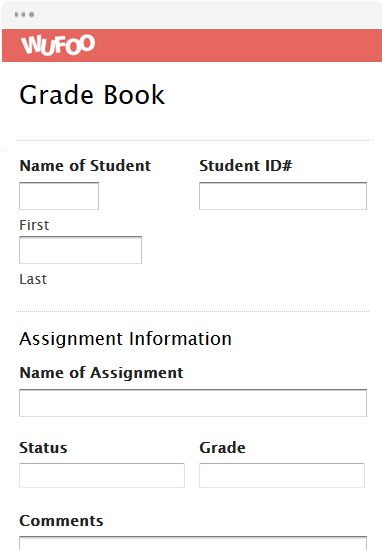 WUFOO
Grade Book
Name of Student Student ID#
First
Last
Assignment Information
Name of Assignment
Status Grade
Comments